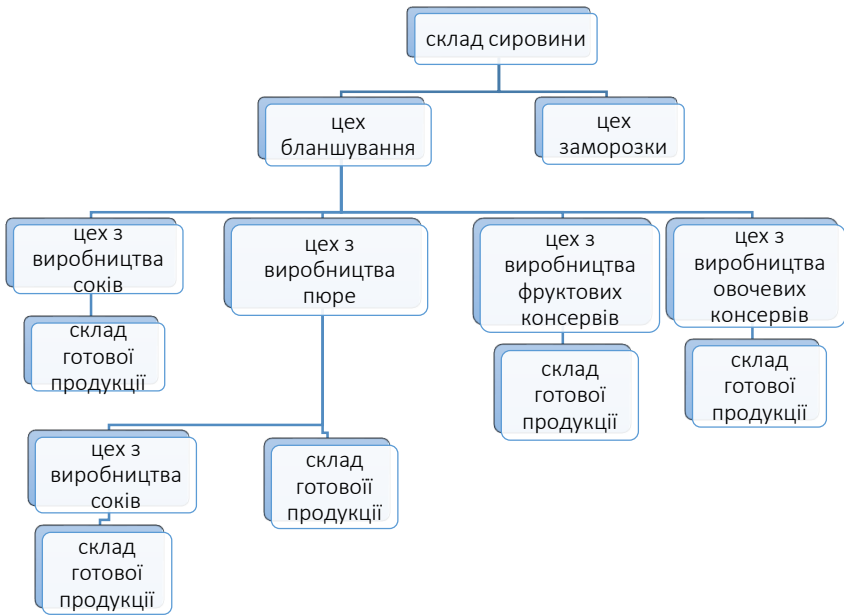 склад сировини
цех
бланшування
цех
заморозки
цех з
виробництва
соків
цех з
виробництва
пюре
цех з
виробництва
фруктових
консервів
цех з
виробництва
овочевих
консервів
склад
готової
продукції
склад
готової
продукції
склад
готової
продукції
цех з
виробництва
соків
склад
готовоїї
продукції
склад
готової
продукції